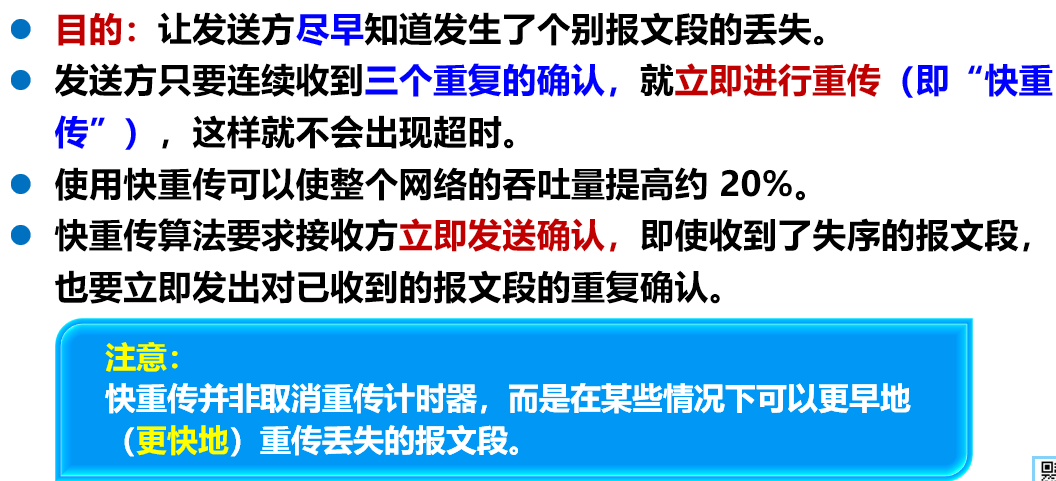 目的：让发送方尽早知道发生了个别报文段的丢失。
发送方只要连续收到三个重复的确认，就立即进行重传（即“快重
传”），这样就不会出现超时。
使用快重传可以使整个网络的吞吐量提高约 20%。
快重传算法要求接收方立即发送确认，即使收到了失序的报文段，
也要立即发出对已收到的报文段的重复确认。
注意：
快重传并非取消重传计时器，而是在某些情况下可以更早地
（更快地）重传丢失的报文段。